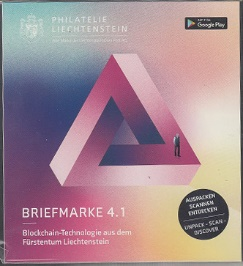 PHILATELIE
LIECHTENSTEIN
Google Play
BRIEFMARKE 4.1
Blockchain-Technologie aus dem
Fürstentum Liechtenstein
AUSPACKEN
SCANNEN
ENTDECKEN
UNPACK - SCAN -
DISCOVER